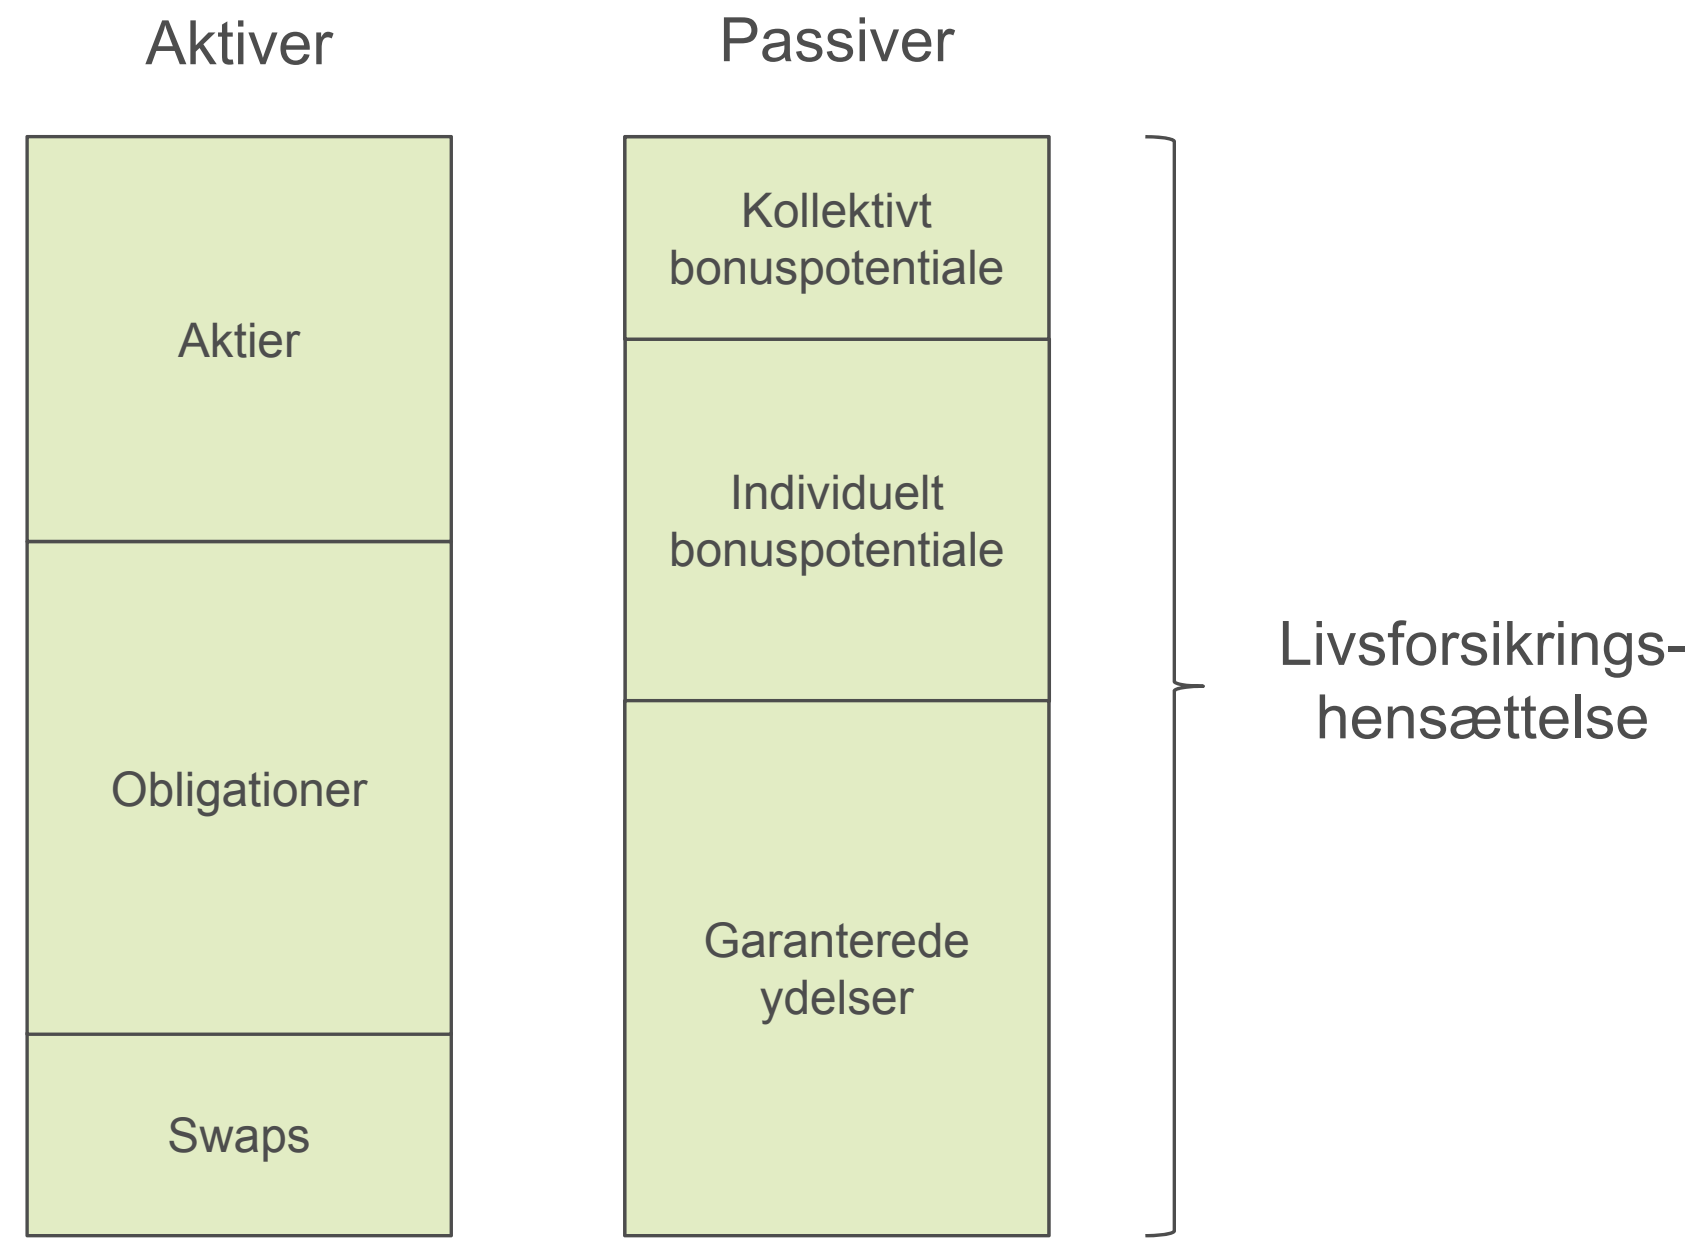 Aktiver
Passiver
Aktier
Obligationer
Swaps
Kollektivt
bonuspotentiale
Individuelt
bonuspotentiale
Garanterede
ydelser
Livsforsikrings-
hensættelse